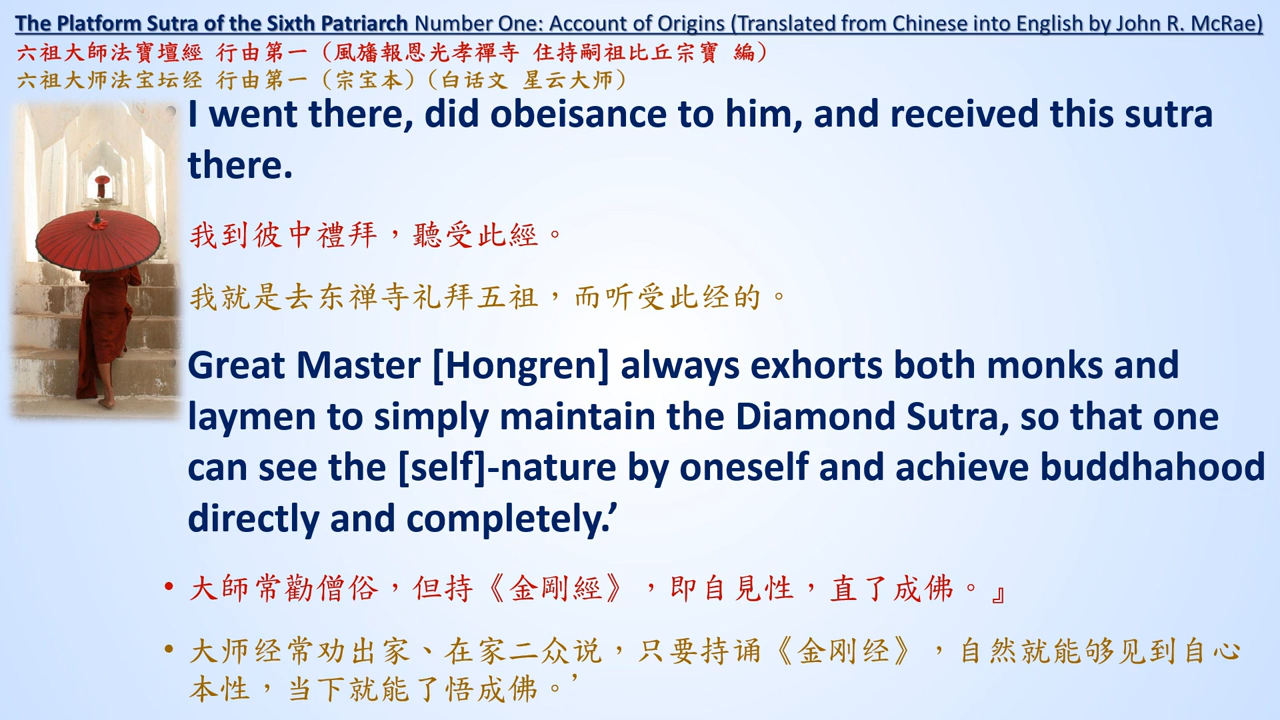 The Platform Sutra of the Sixth Patriarch Number One: Account of Origins (Translated from Chinese into English by John R. McRae)
六祖大師法寶壇經 行由第一（風旛報恩光孝禪寺 住持嗣祖比丘宗寶 編）
六祖大师法宝坛经 行由第一（宗宝本）（白话文 星云大师）
I went there, did obeisance to him, and received this sutra
there.
我到彼中禮拜，聽受此經。
我就是去东禅寺礼拜五祖，而听受此经的。
Great Master [Hongren] always exhorts both monks and
laymen to simply maintain the Diamond Sutra, so that one
can see the [self]-nature by oneself and achieve buddhahood
directly and completely.’
• 大師常勸僧俗，但持《金剛經》，即自見性，直了成佛。』
• 大师经常劝出家、在家二众说，只要持诵《金刚经》，自然就能够见到自心
本性，当下就能了悟成佛。’